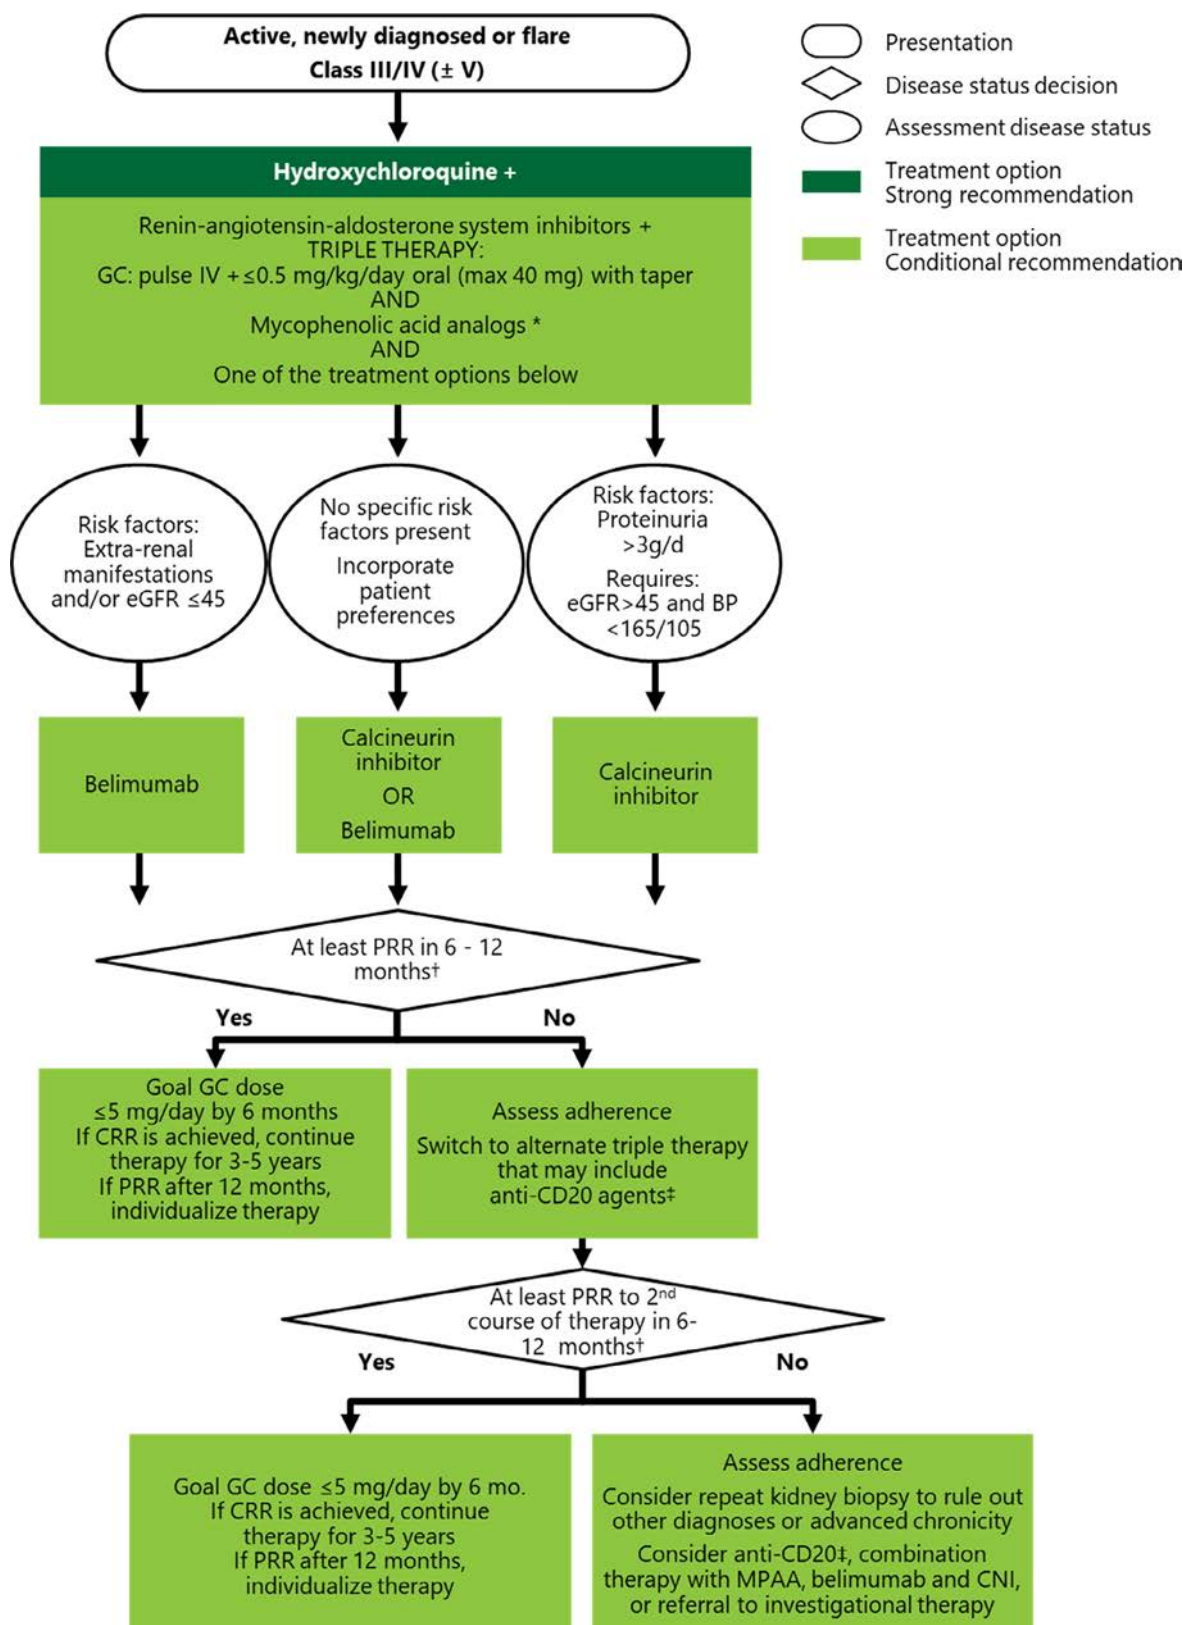 Active, newly diagnosed or flare
Class III/IV (± V)
Presentation
Disease status decision
Assessment disease status
Treatment option
Strong recommendation
Treatment option
Conditional recommendation
Hydroxychloroquine +
Renin-angiotensin-aldosterone system inhibitors +
TRIPLE THERAPY:
GC: pulse IV +≤0.5 mg/kg/day oral (max 40 mg) with taper
AND
Mycophenolic acid analogs *
AND
One of the treatment options below
Risk factors:
Extra-renal
manifestations
and/or eGFR ≤45
No specific risk
factors present
Incorporate
patient
preferences
Risk factors:
Proteinuria
>3g/d
Requires:
eGFR>45 and BP
<165/105
Belimumab
Calcineurin
inhibitor
OR
Belimumab
Calcineurin
inhibitor
At least PRR in 6 - 12
months†
Yes
No
Goal GC dose
≤5 mg/day by 6 months
If CRR is achieved, continue
therapy for 3-5 years
If PRR after 12 months,
individualize therapy
Assess adherence
Switch to alternate triple therapy
that may include
anti-CD20 agents‡
At least PRR to 2nd
course of therapy in 6-
12 months†
Yes
No
Goal GC dose ≤5 mg/day by 6 mo.
If CRR is achieved, continue
therapy for 3-5 years
If PRR after 12 months,
individualize therapy
Assess adherence
Consider repeat kidney biopsy to rule out
other diagnoses or advanced chronicity
Consider anti-CD20‡, combination
therapy with MPAA, belimumab and CNI,
or referral to investigational therapy